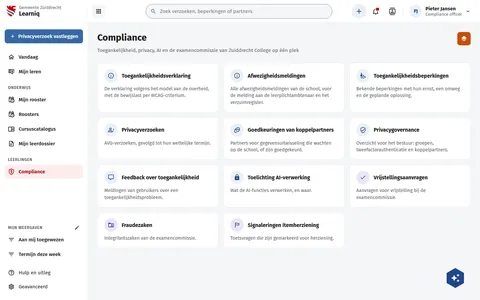 Gemeente Zuiddrecht
Learniq
Zoek verzoeken, beperkingen of partners.
PJ
Pieter Jansen
Compliance officer
Privacyverzoek vastleggen
Vandaag
Mijn leren
ONDERWIJS
Mijn rooster
Roosters
Cursuscatalogus
Mijn leerdossier
LEERLINGEN
Compliance
MIJN WEERGAVEN
Aan mij toegewezen
Termijn deze week
Hulp en uitleg
Geavanceerd
Compliance
Toegankelijkheid, privacy, AI en de examencommissie van Zuiddrecht College op één plek
Toegankelijkheidsverklaring
De verklaring volgens het model van de overheid, met de bewijslast per WCAG-criterium.
Afwezigheidsmeldingen
Alle afwezigheidsmeldingen van de school, voor de melding aan de leerplichtambtenaar en het verzuimregister.
Toegankelijkheidsbeperkingen
Bekende beperkingen met hun ernst, een omweg en de geplande oplossing.
Privacyverzoeken
AVG-verzoeken, gevolgd tot hun wettelijke termijn.
Goedkeuringen van koppelpartners
Partners voor gegevensuitwisseling die wachten op de school, of zijn goedgekeurd.
Privacygovernance
Overzicht voor het bestuur: groepen, tweefactorauthenticatie en koppelpartners.
Feedback over toegankelijkheid
Meldingen van gebruikers over een toegankelijkheidsprobleem.
Toelichting AI-verwerking
Wat de AI-functies verwerken, en waar.
Vrijstellingsaanvragen
Aanvragen voor vrijstelling bij de examencommissie
Fraudezaken
Integriteitszaken van de examencommissie.
Signaleringen itemherziening
Toetsvragen die zijn gemarkeerd voor herziening.